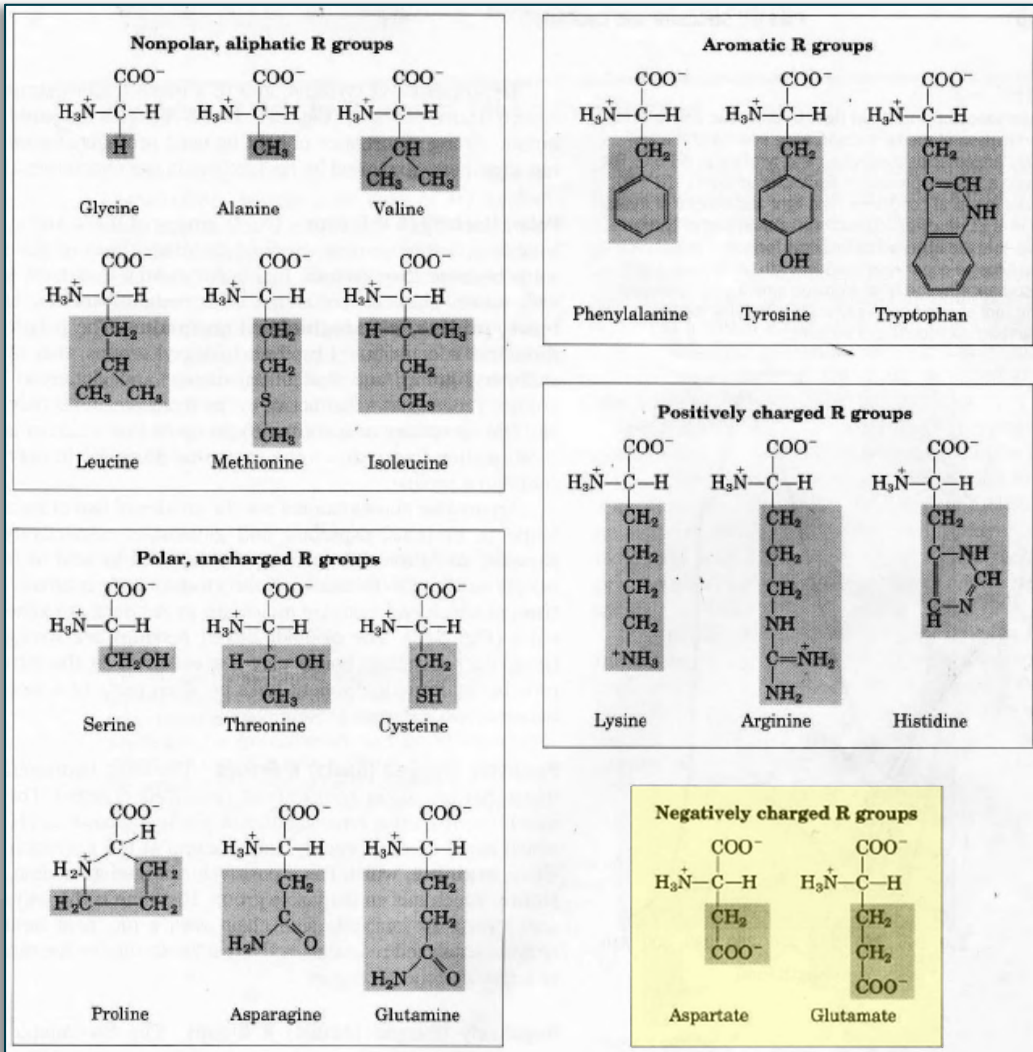 Nonpolar, aliphatic R groups
COO⁻ COO⁻ COO⁻
H₃N⁺—C—H H₃N⁺—C—H H₃N⁺—C—H
H CH₃ CH
CH₃ CH₃
Glycine Alanine Valine
COO⁻ COO⁻ COO⁻
H₃N⁺—C—H H₃N⁺—C—H H₃N⁺—C—H
CH₂ CH₂ H—C—CH₃
CH CH₂ CH₂
CH₃ CH₃ S CH₃
CH₃
Leucine Methionine Isoleucine
Aromatic R groups
COO⁻ COO⁻ COO⁻
H₃N⁺—C—H H₃N⁺—C—H H₃N⁺—C—H
CH₂ CH₂ CH₂
C=CH
NH
OH
Phenylalanine Tyrosine Tryptophan
Positively charged R groups
COO⁻ COO⁻ COO⁻
H₃N⁺—C—H H₃N⁺—C—H H₃N⁺—C—H
CH₂ CH₂ CH₂
CH₂ CH₂ C—NH
CH₂ CH₂ CH
CH₂ NH C—N
⁺NH₃ C=NH₂⁺ H
NH₂
Lysine Arginine Histidine
Polar, uncharged R groups
COO⁻ COO⁻ COO⁻
H₃N⁺—C—H H₃N⁺—C—H H₃N⁺—C—H
CH₂OH H—C—OH CH₂
CH₃ SH
Serine Thronine Cysteine
COO COO⁻ COO⁻
H H₃N⁺—C—H H₃N⁺—C—H
C
H₂N⁺ CH₂ CH₂ CH₂
H₂C—CH₂ C CH₂
H₂N O C
H₂N O
Proline Asparagine Glutamine
Negatively charged R groups
COO⁻ COO⁻
H₃N⁺—C—H H₃N⁺—C—H
CH₂ CH₂
COO⁻ CH₂
COO⁻
Aspartate Glutamate